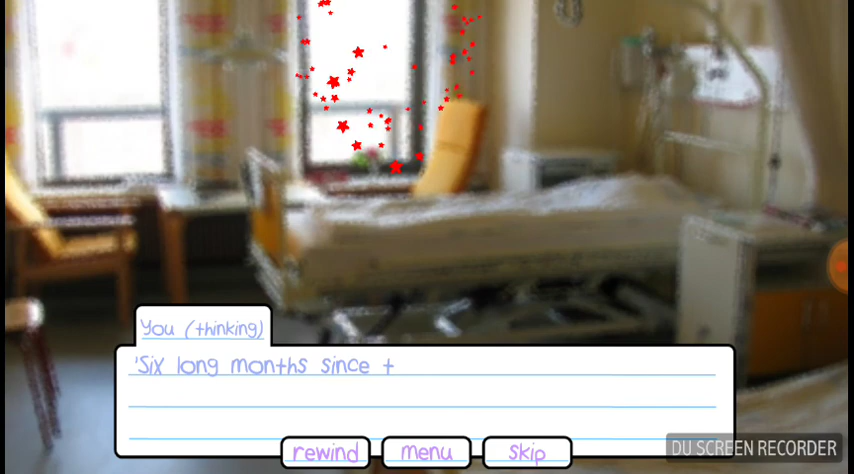 You (thinking)
'Six long months since t
rewind menu skip
DU SCREEN RECORDER